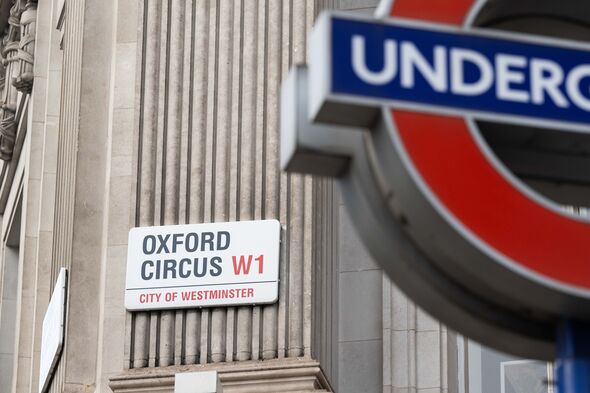 OXFORD
CIRCUS W1
CITY OF WESTMINSTER
UNDERG